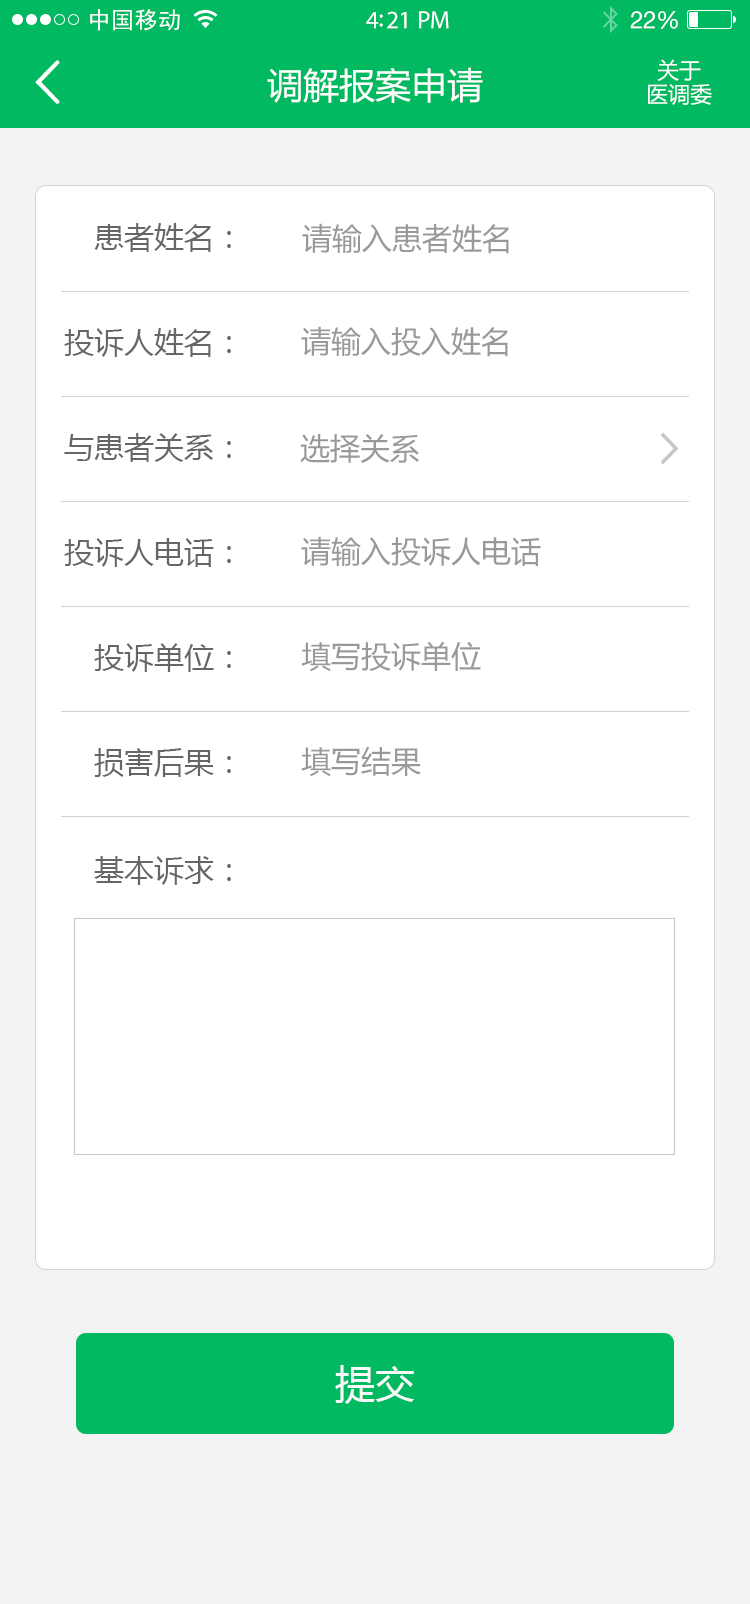 中国移动 4:21 PM 22%
调解报案申请
关于
医调委
患者姓名： 请输入患者姓名
投诉人姓名： 请输入投入姓名
与患者关系： 选择关系
投诉人电话： 请输入投诉人电话
投诉单位： 填写投诉单位
损害后果： 填写结果
基本诉求：
提交